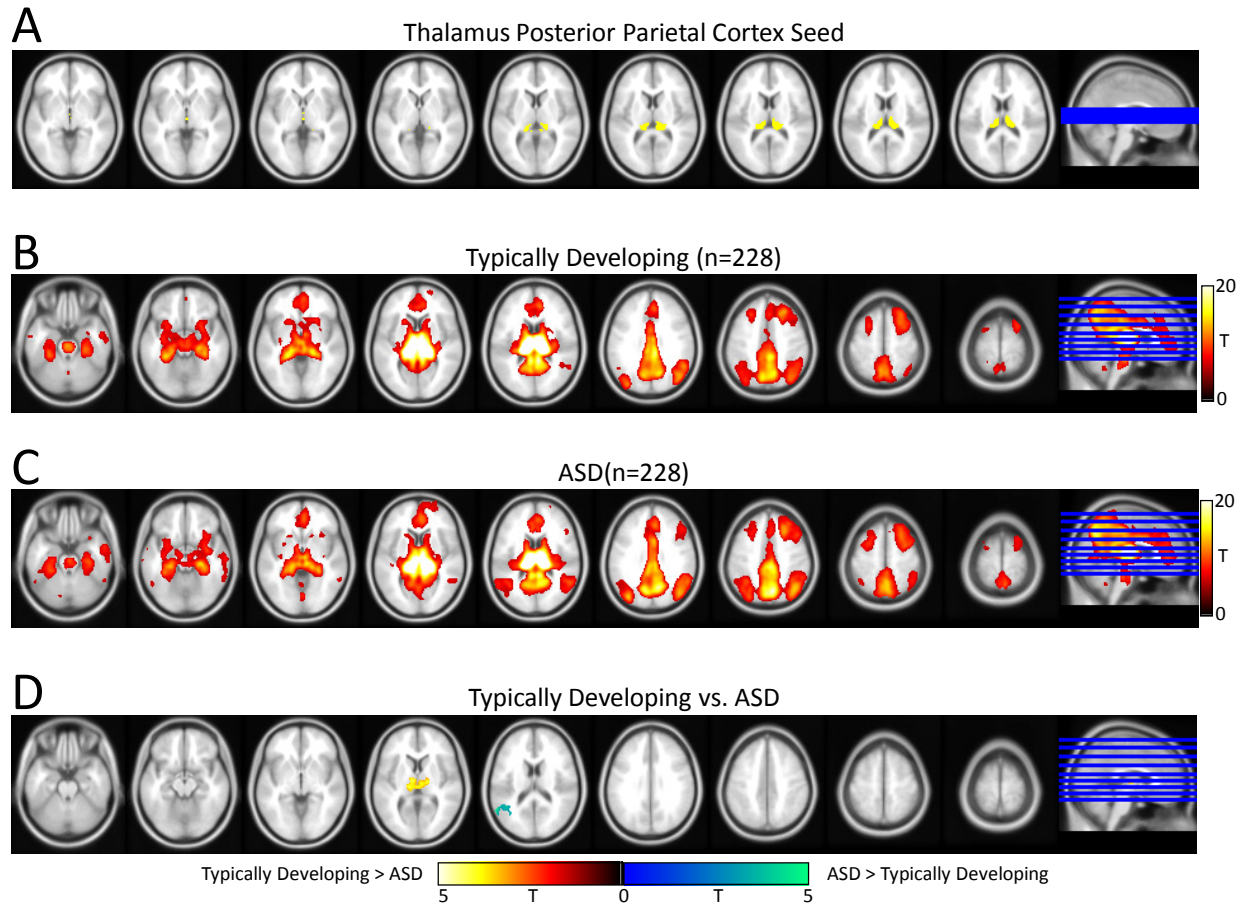 A
Thalamus Posterior Parietal Cortex Seed
B
Typically Developing (n=228)
20
T
0
C
ASD(n=228)
20
T
0
D
Typically Developing vs. ASD
Typically Developing > ASD
ASD > Typically Developing
5 T 0 T 5